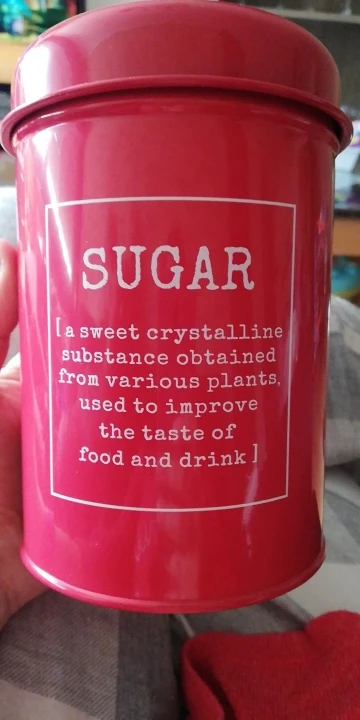 SUGAR
[a sweet crystalline
substance obtained
from various plants,
used to improve
the taste of
food and drink]